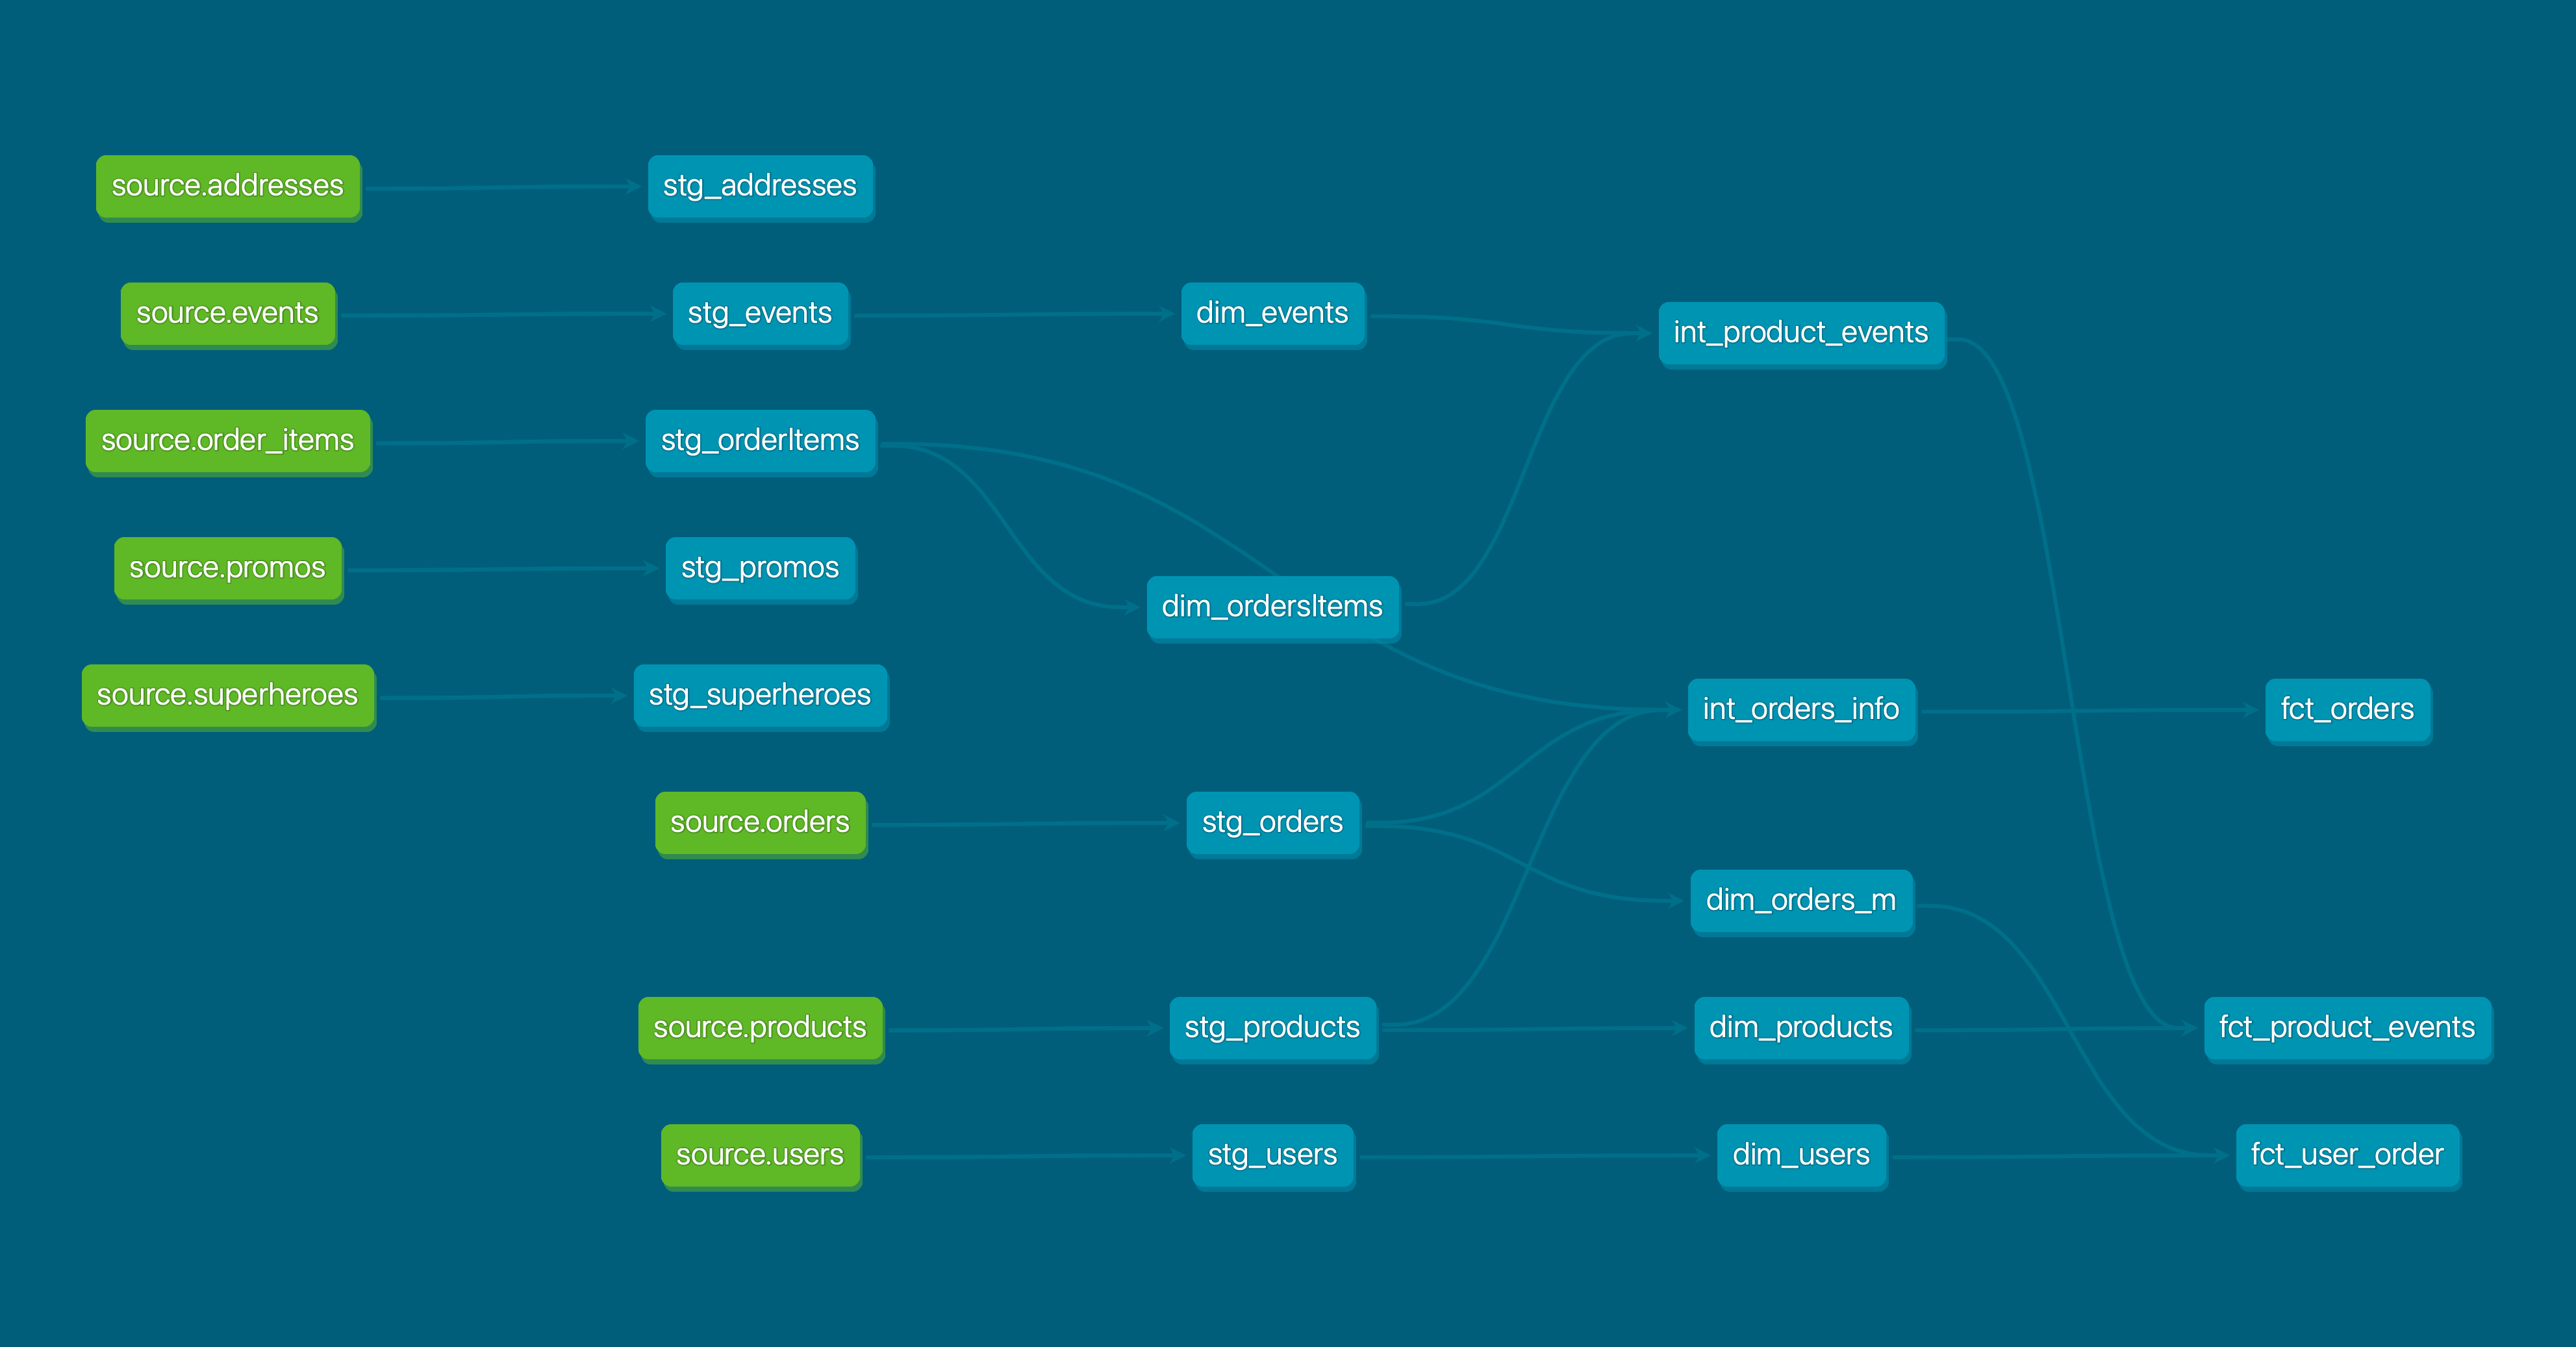 source.addresses
stg_addresses
source.events
stg_events
dim_events
int_product_events
source.order_items
stg_orderItems
source.promos
stg_promos
dim_ordersItems
source.superheroes
stg_superheroes
int_orders_info
fct_orders
source.orders
stg_orders
dim_orders_m
source.products
stg_products
dim_products
fct_product_events
source.users
stg_users
dim_users
fct_user_order